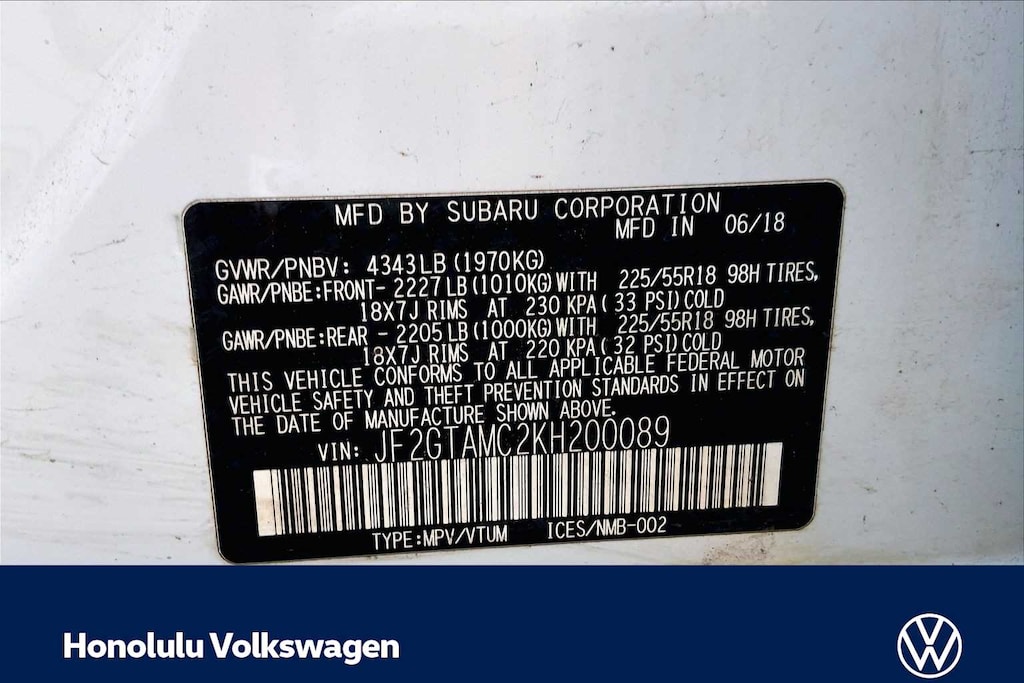 MFD BY SUBARU CORPORATION
MFD IN 06/18
GVWR/PNBV: 4343LB (1970KG)
GAWR/PNBE:FRONT- 2227LB (1010KG) WITH 225/55R18 98H TIRES,
18X7J RIMS AT 230 KPA ( 33 PSI) COLD
GAWR/PNBE:REAR - 2205LB (1000KG) WITH 225/55R18 98H TIRES,
18X7J RIMS AT 220 KPA ( 32 PSI) COLD
THIS VEHICLE CONFORMS TO ALL APPLICABLE FEDERAL MOTOR
VEHICLE SAFETY AND THEFT PREVENTION STANDARDS IN EFFECT ON
THE DATE OF MANUFACTURE SHOWN ABOVE.
VIN: JF2GTAMC2KH200089
TYPE:MPV/VTUM ICES/NMB-002
Honolulu Volkswagen